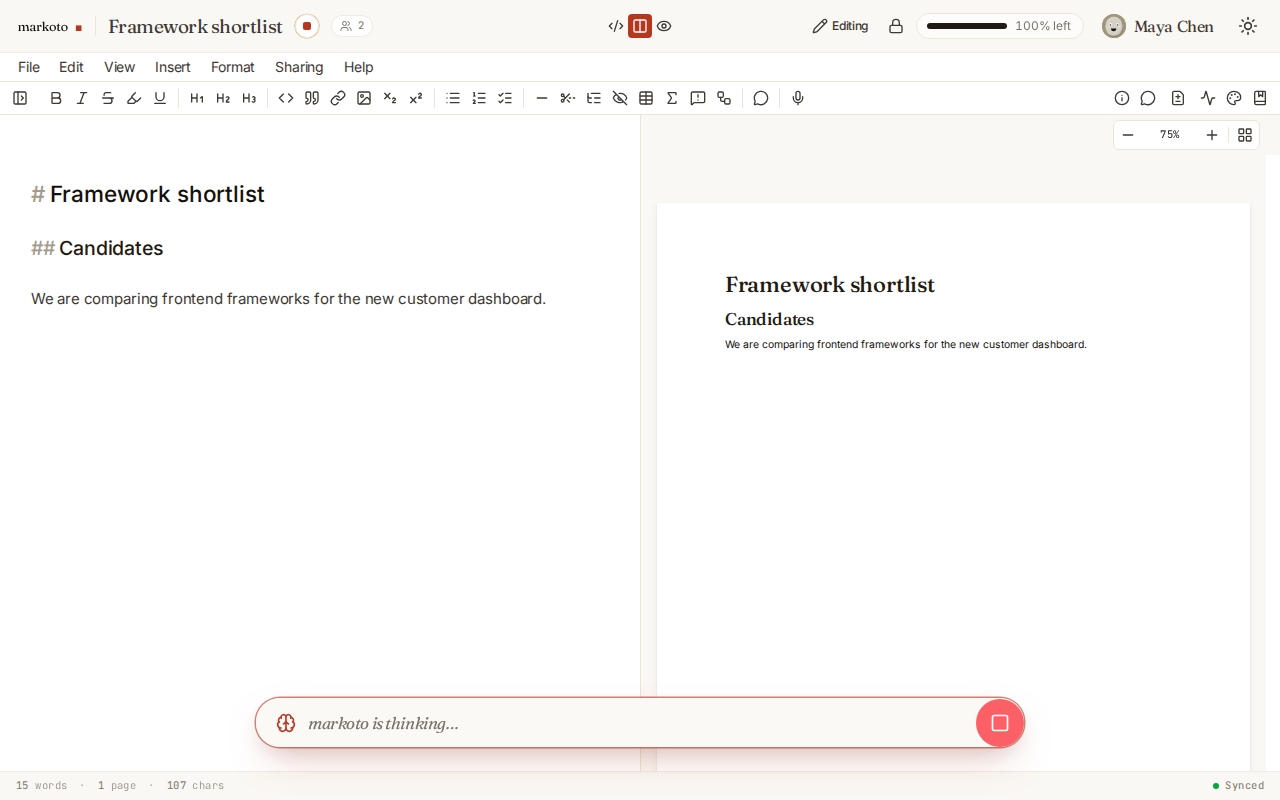 markoto
Framework shortlist
2
Editing
100% left
Maya Chen
File Edit View Insert Format Sharing Help
H1 H2 H3
75%
# Framework shortlist
## Candidates
We are comparing frontend frameworks for the new customer dashboard.
Framework shortlist
Candidates
We are comparing frontend frameworks for the new customer dashboard.
markoto is thinking...
15 words · 1 page · 107 chars
Synced